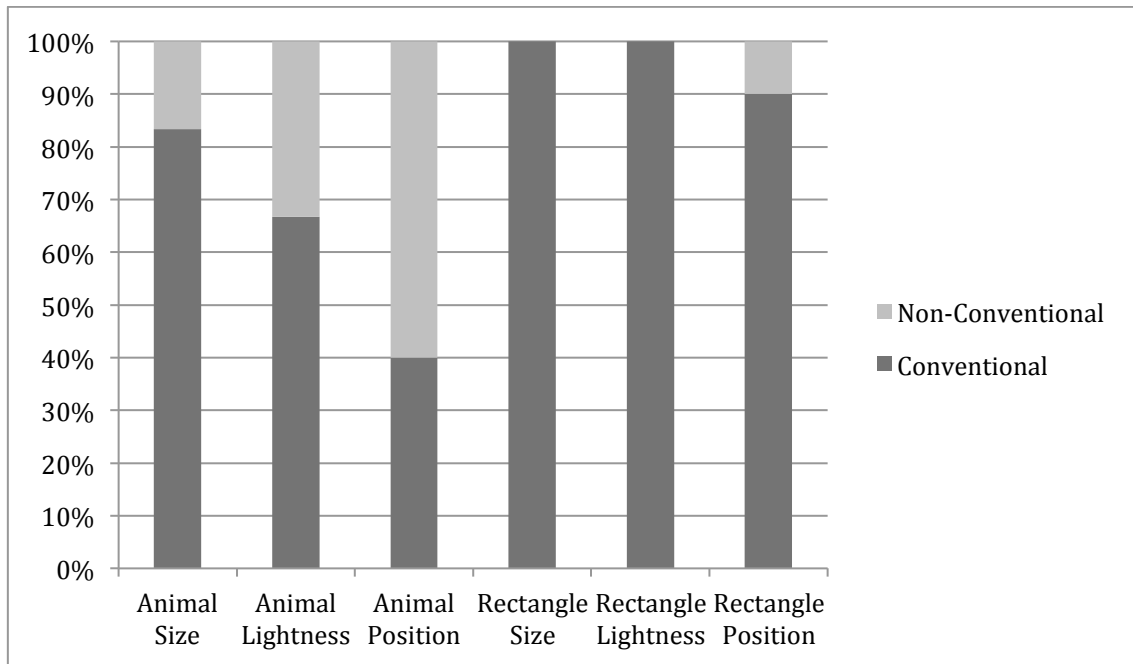 100%
90%
80%
70%
60%
50%
40%
30%
20%
10%
0%
Animal
Size
Animal
Lightness
Animal
Position
Rectangle
Size
Rectangle
Lightness
Rectangle
Position
Non-Conventional
Conventional